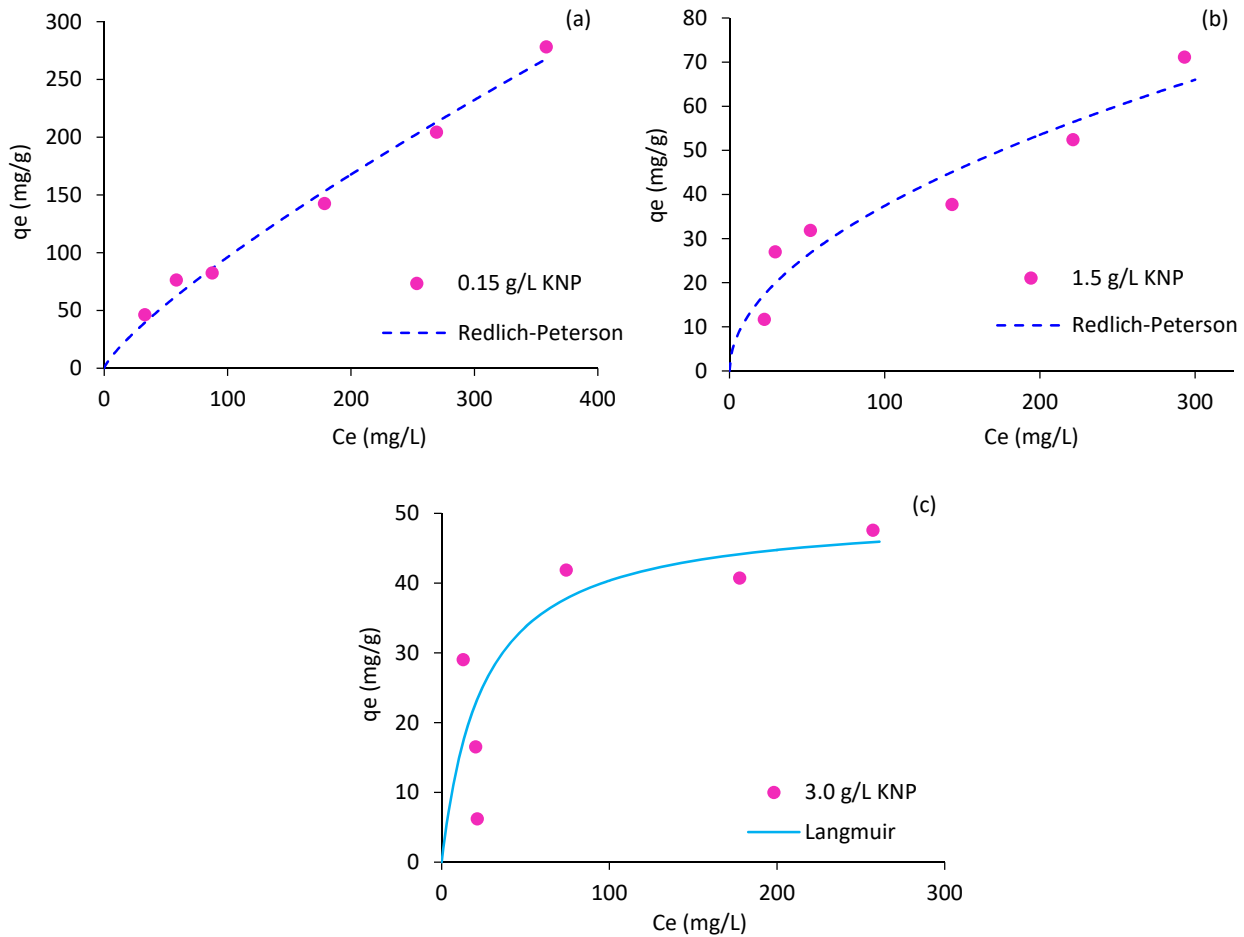 (a)
300
250
200
150
100
50
0
qe (mg/g)
0.15 g/L KNP
Redlich-Peterson
0 100 200 300 400
Ce (mg/L)
(b)
80
70
60
50
40
30
20
10
0
qe (mg/g)
1.5 g/L KNP
Redlich-Peterson
0 100 200 300
Ce (mg/L)
(c)
50
40
30
20
10
0
qe (mg/g)
3.0 g/L KNP
Langmuir
0 100 200 300
Ce (mg/L)